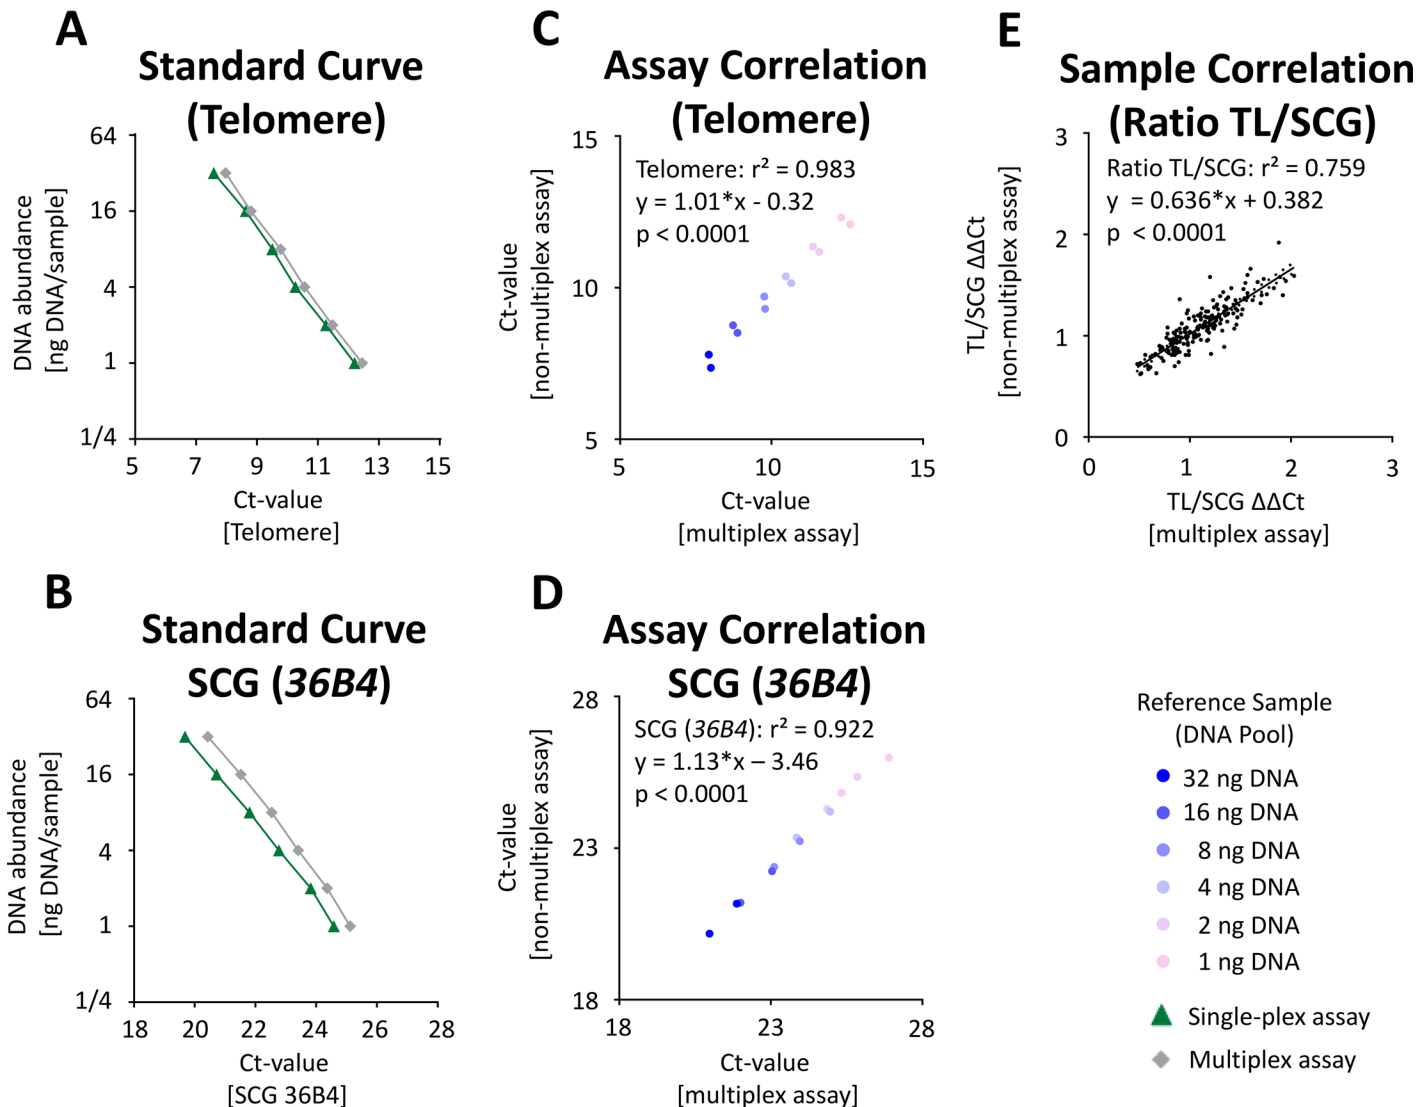 A
Standard Curve
(Telomere)
DNA abundance
[ng DNA/sample]
64
16
4
1
1/4
5
7
9
11
13
15
Ct-value
[Telomere]
B
Standard Curve
SCG (36B4)
DNA abundance
[ng DNA/sample]
64
16
4
1
1/4
18
20
22
24
26
28
Ct-value
[SCG 36B4]
C
Assay Correlation
(Telomere)
Telomere: r² = 0.983
y = 1.01*x - 0.32
p < 0.0001
Ct-value
[non-multiplex assay]
15
10
5
5
10
15
Ct-value
[multiplex assay]
D
Assay Correlation
SCG (36B4)
SCG (36B4): r² = 0.922
y = 1.13*x – 3.46
p < 0.0001
Ct-value
[non-multiplex assay]
28
23
18
18
23
28
Ct-value
[multiplex assay]
E
Sample Correlation
(Ratio TL/SCG)
Ratio TL/SCG: r² = 0.759
y = 0.636*x + 0.382
p < 0.0001
TL/SCG ΔΔCt
[non-multiplex assay]
3
2
1
0
0
1
2
3
TL/SCG ΔΔCt
[multiplex assay]
Reference Sample
(DNA Pool)
32 ng DNA
16 ng DNA
8 ng DNA
4 ng DNA
2 ng DNA
1 ng DNA
Single-plex assay
Multiplex assay